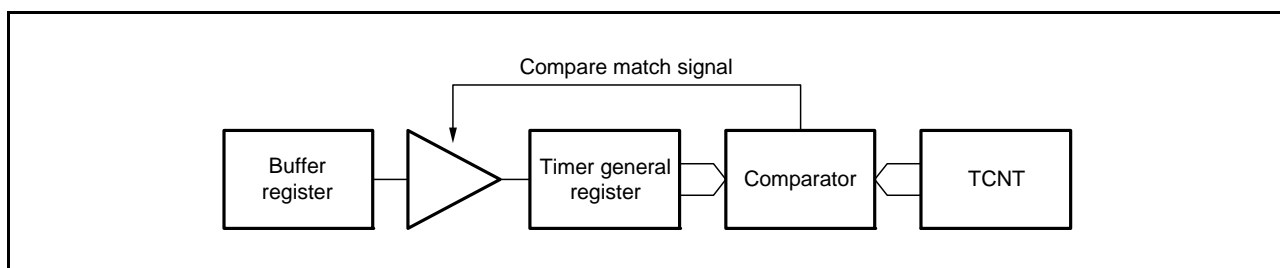 Compare match signal
Buffer
register
Timer general
register
Comparator
TCNT